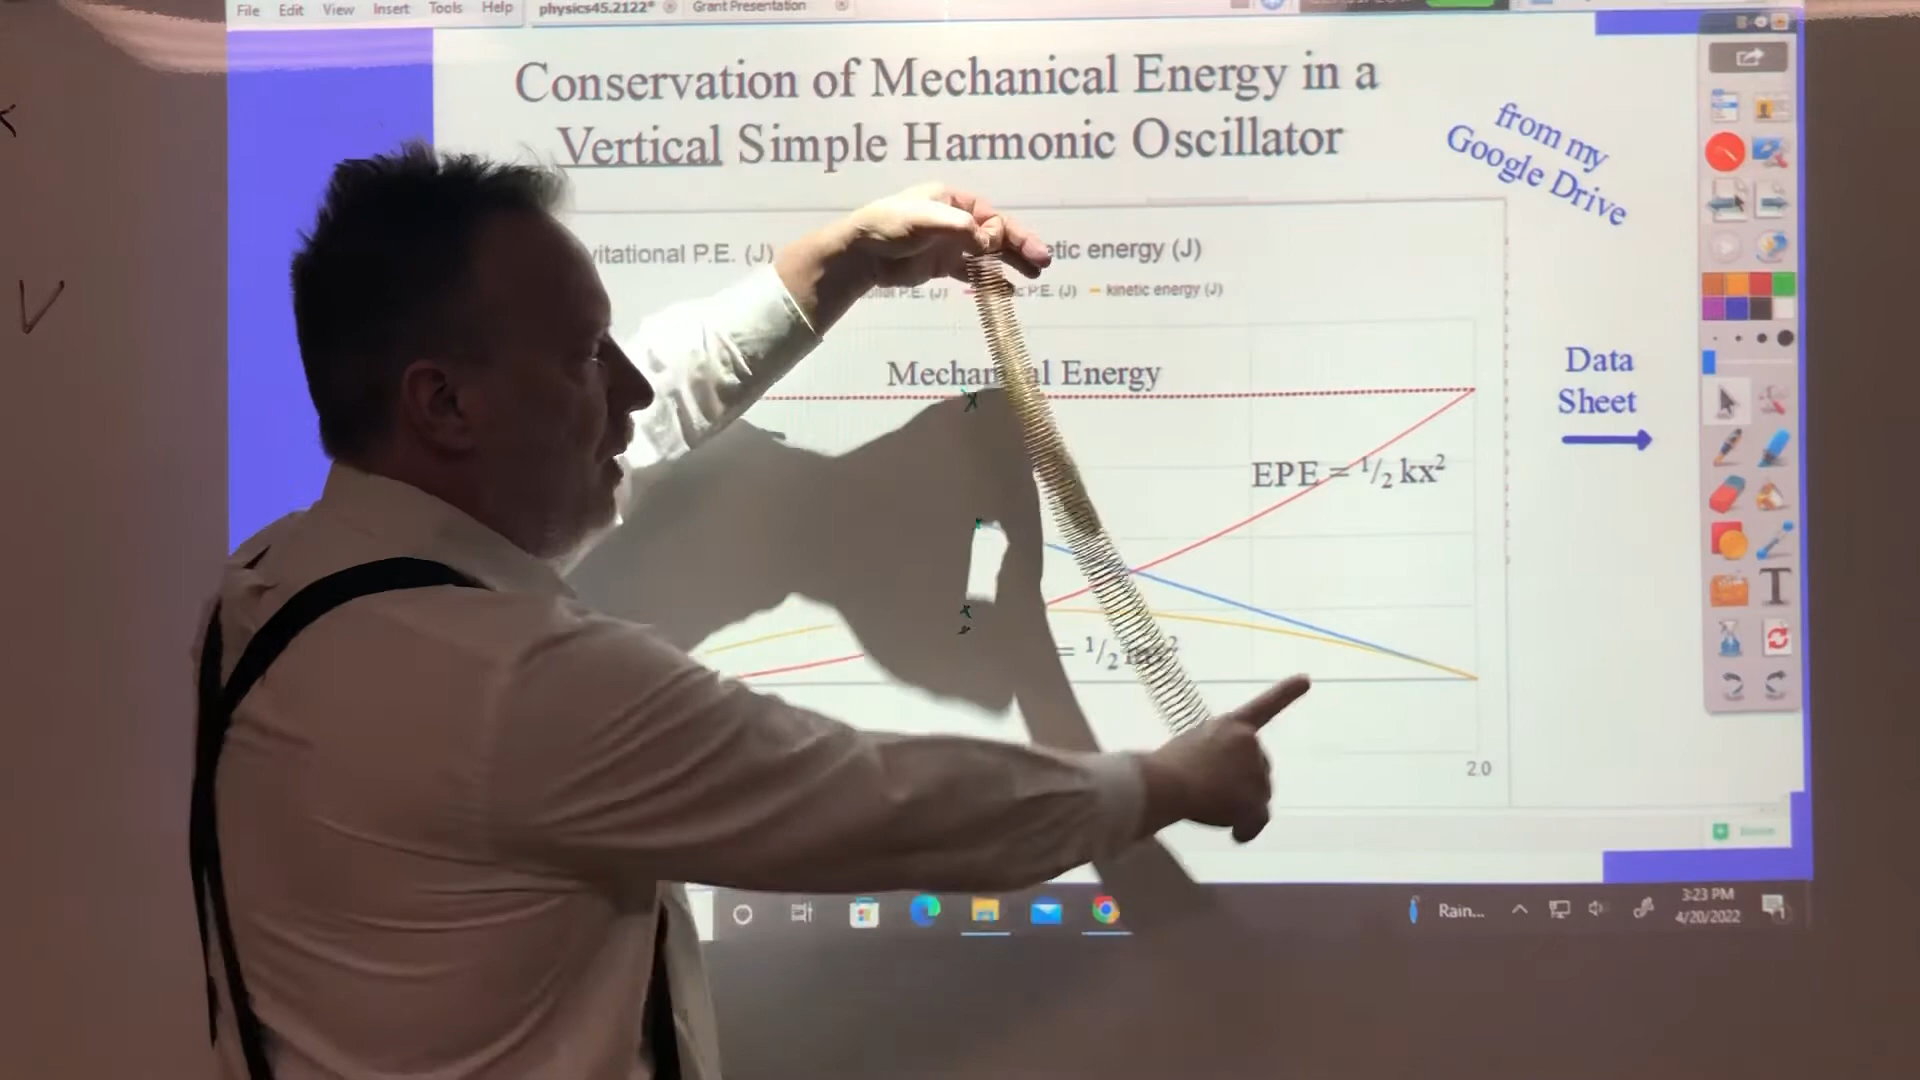 File Edit View Insert Tools Help
physics45.2122* Grant Presentation
Conservation of Mechanical Energy in a
Vertical Simple Harmonic Oscillator
from my
Google Drive
vitational P.E. (J) etic energy (J)
P.E. (J) P.E. (J) kinetic energy (J)
Mechan al Energy
Data
Sheet
EPE = ½ kx²
= ½
2.0
Rain...
3:23 PM
4/20/2022
V